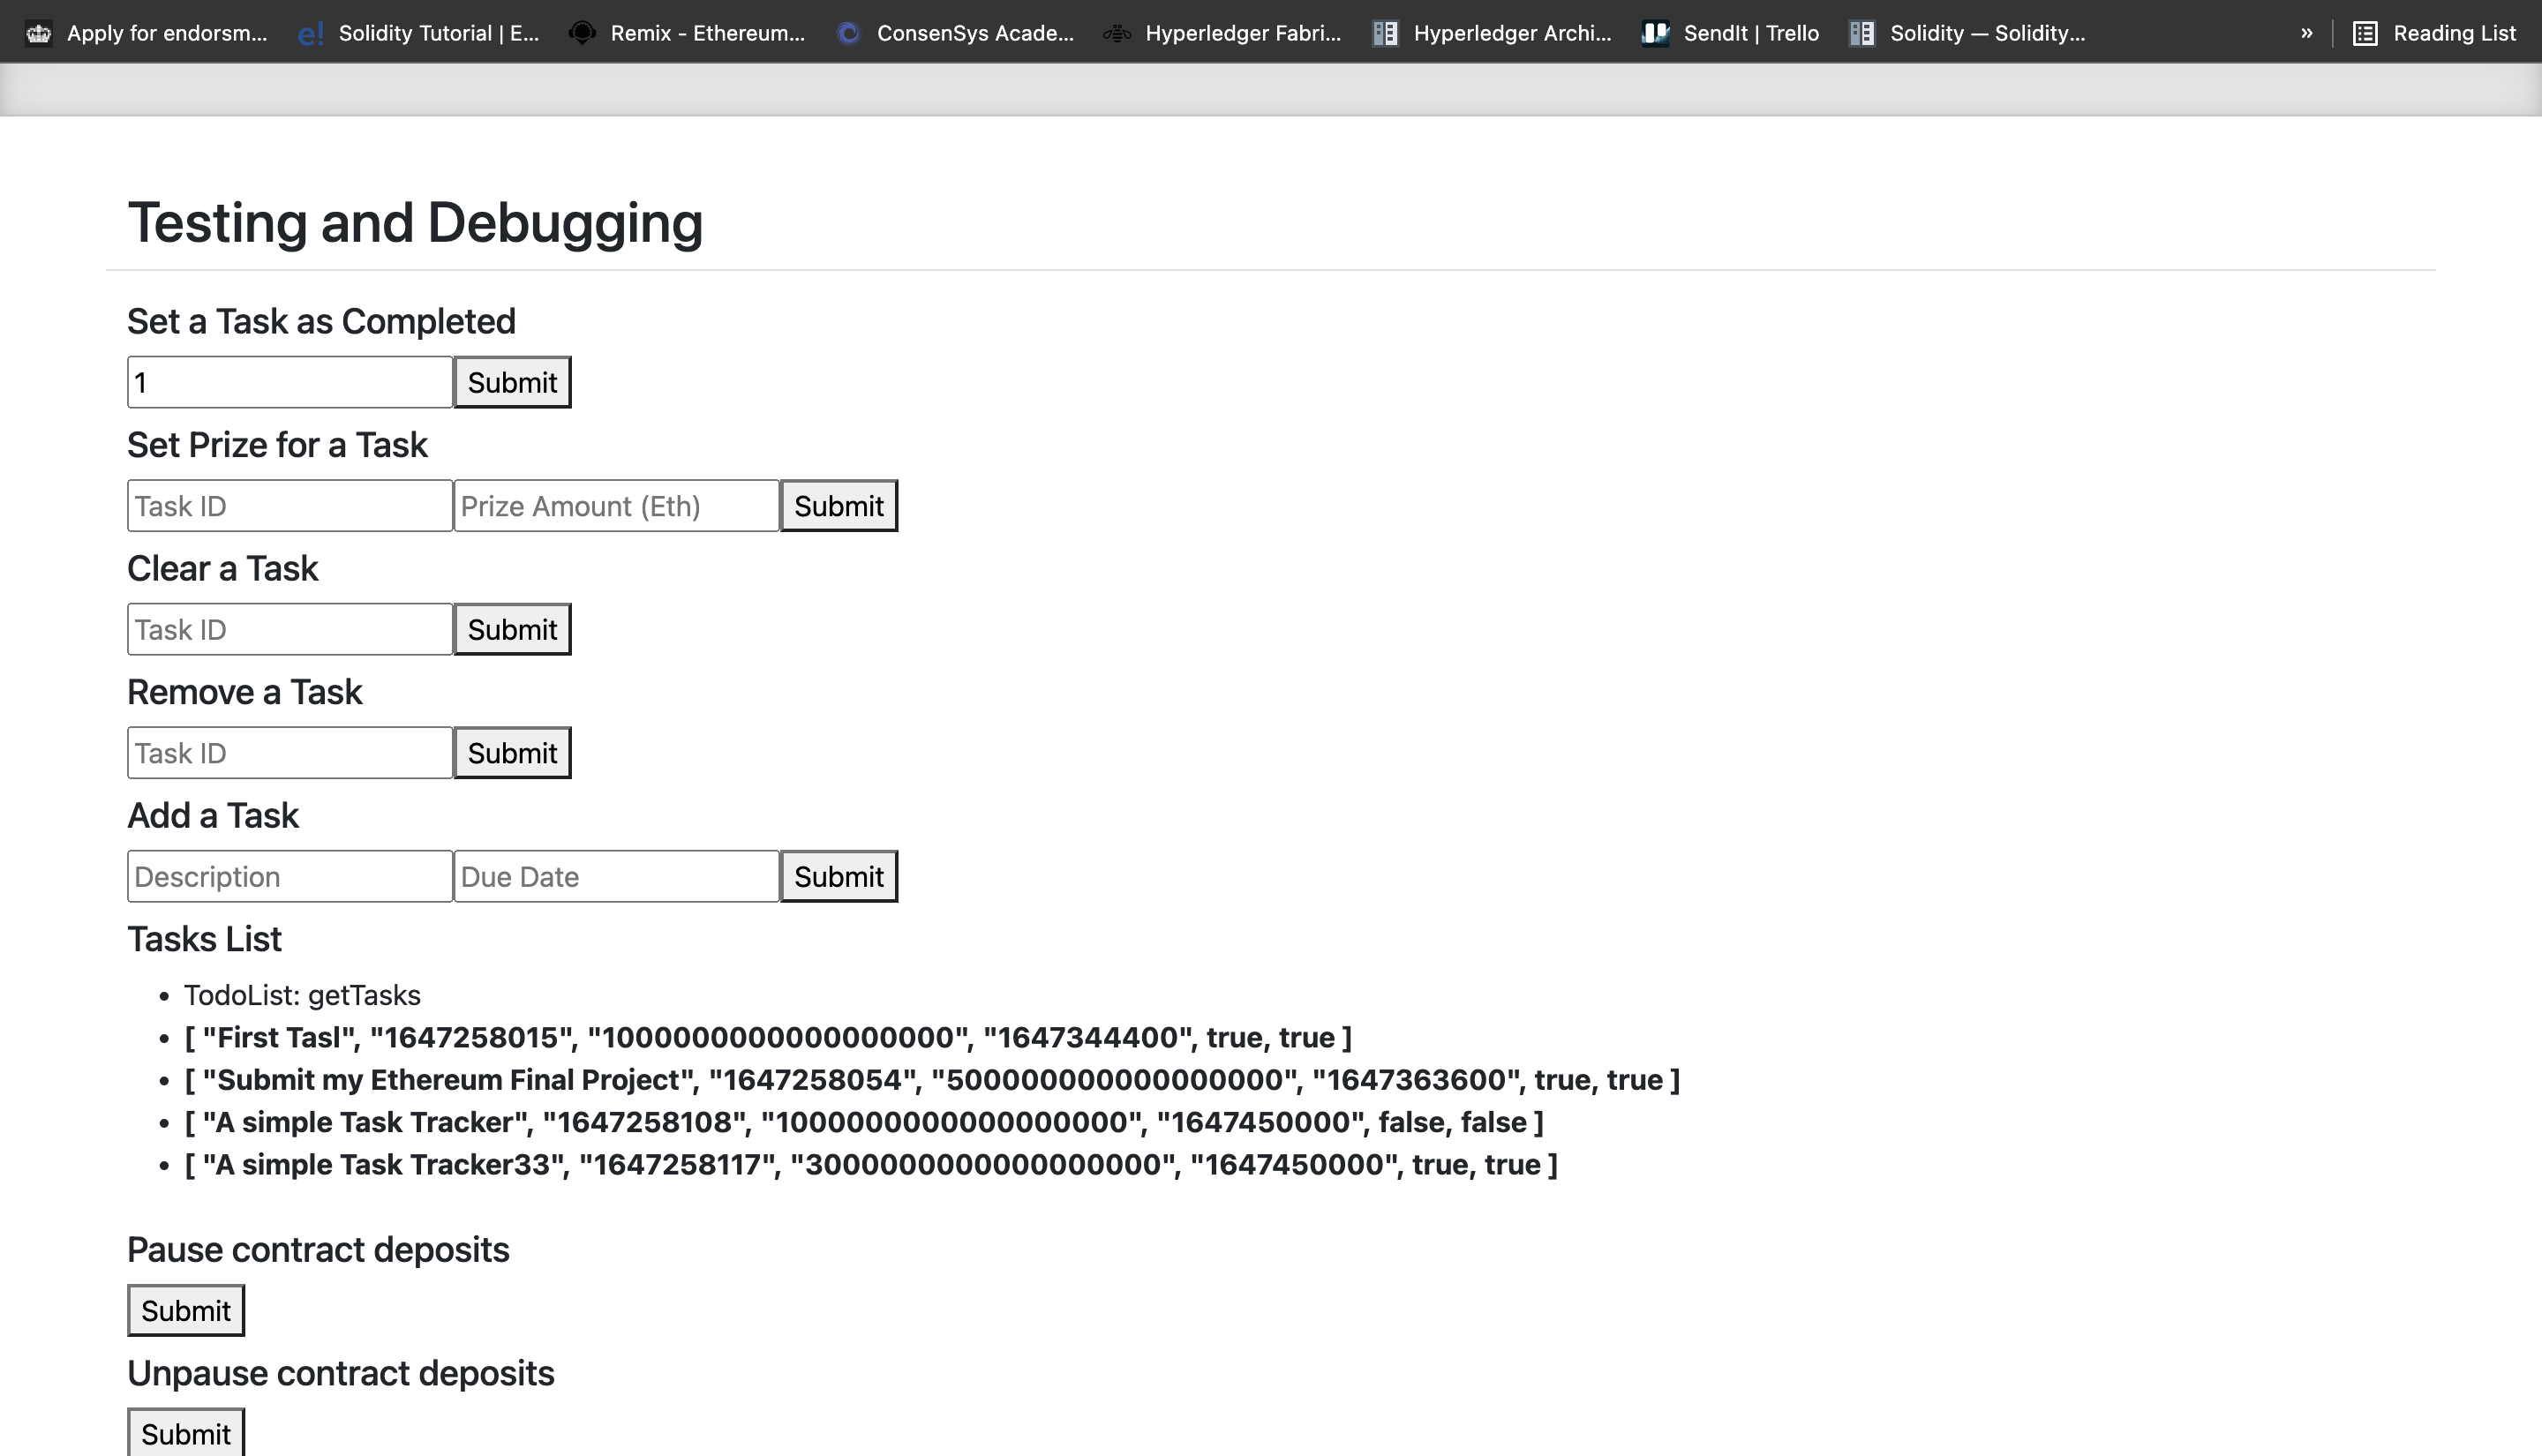 Apply for endorsm... e! Solidity Tutorial | E... Remix - Ethereum... ConsenSys Acade... Hyperledger Fabri... Hyperledger Archi... SendIt | Trello Solidity — Solidity... » Reading List
Testing and Debugging
Set a Task as Completed
1 Submit
Set Prize for a Task
Task ID Prize Amount (Eth) Submit
Clear a Task
Task ID Submit
Remove a Task
Task ID Submit
Add a Task
Description Due Date Submit
Tasks List
• TodoList: getTasks
• [ "First Tasl", "1647258015", "1000000000000000000", "1647344400", true, true ]
• [ "Submit my Ethereum Final Project", "1647258054", "500000000000000000", "1647363600", true, true ]
• [ "A simple Task Tracker", "1647258108", "1000000000000000000", "1647450000", false, false ]
• [ "A simple Task Tracker33", "1647258117", "3000000000000000000", "1647450000", true, true ]
Pause contract deposits
Submit
Unpause contract deposits
Submit